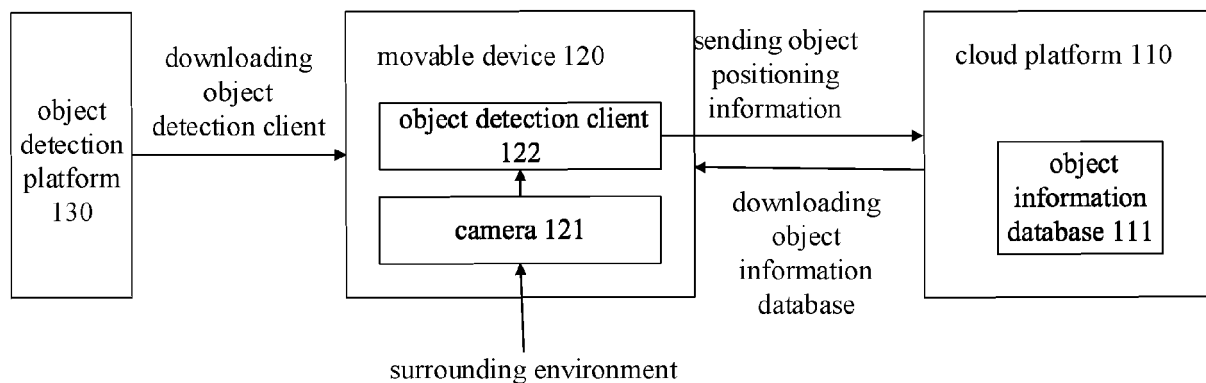 object
detection
platform
130
downloading
object
detection client
movable device 120
object detection client
122
camera 121
surrounding environment
sending object
positioning
information
downloading
object
information
database
cloud platform 110
object
information
database 111